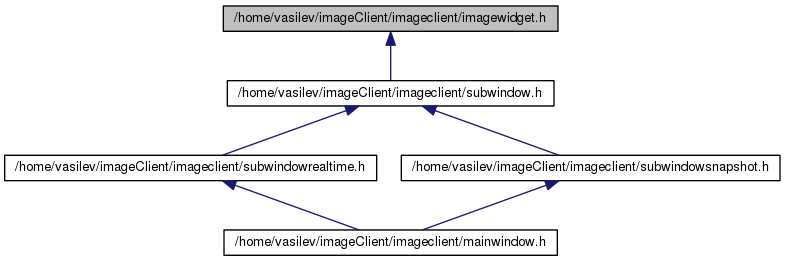 /home/vasilev/imageClient/imageclient/imagewidget.h
/home/vasilev/imageClient/imageclient/subwindow.h
/home/vasilev/imageClient/imageclient/subwindowrealtime.h
/home/vasilev/imageClient/imageclient/subwindowsnapshot.h
/home/vasilev/imageClient/imageclient/mainwindow.h